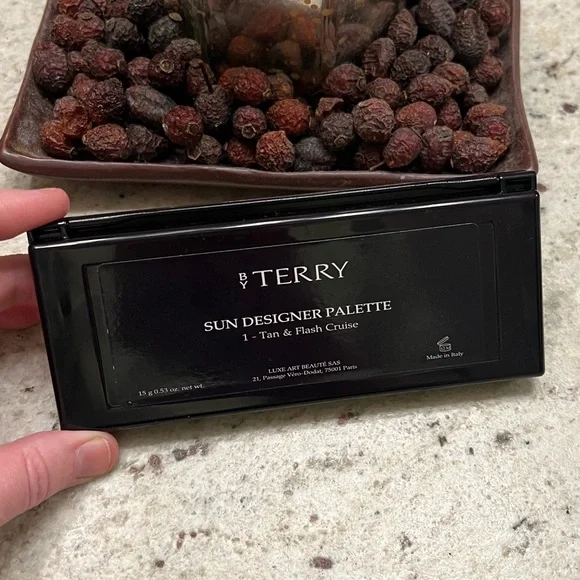 BY TERRY
SUN DESIGNER PALETTE
1 - Tan & Flash Cruise
LUXE ART BEAUTÉ SAS
21, Passage Véro-Dodat, 75001 Paris
15 g 0.53 oz. net wt.
Made in Italy